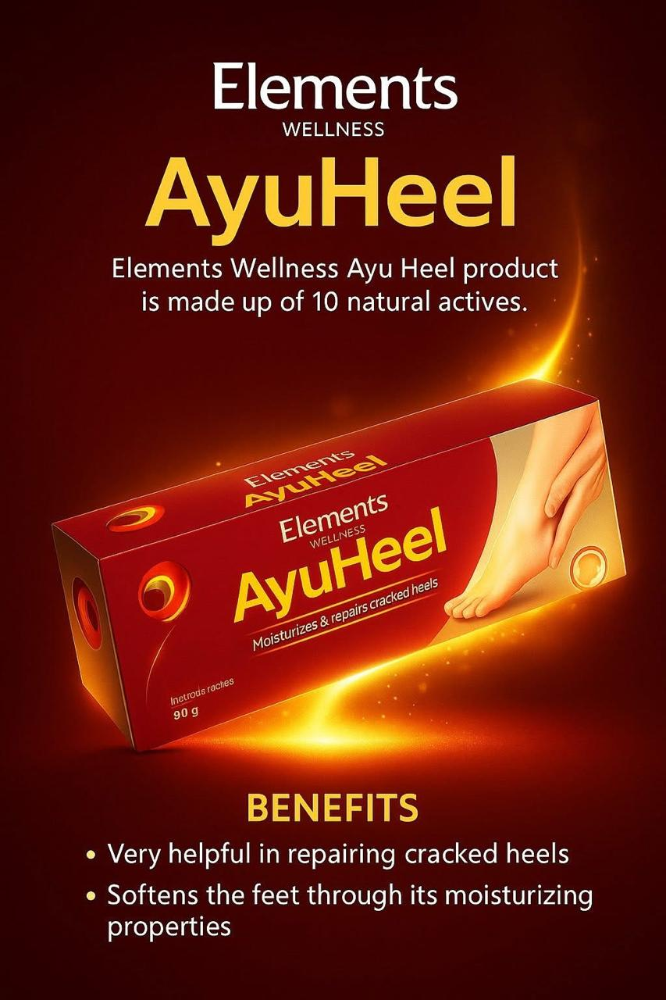 Elements
WELLNESS
AyuHeel
Elements Wellness Ayu Heel product
is made up of 10 natural actives.
Elements
AyuHeel
Elements
WELLNESS
AyuHeel
Moisturizes & repairs cracked heels
90 g
BENEFITS
• Very helpful in repairing cracked heels
• Softens the feet through its moisturizing
properties